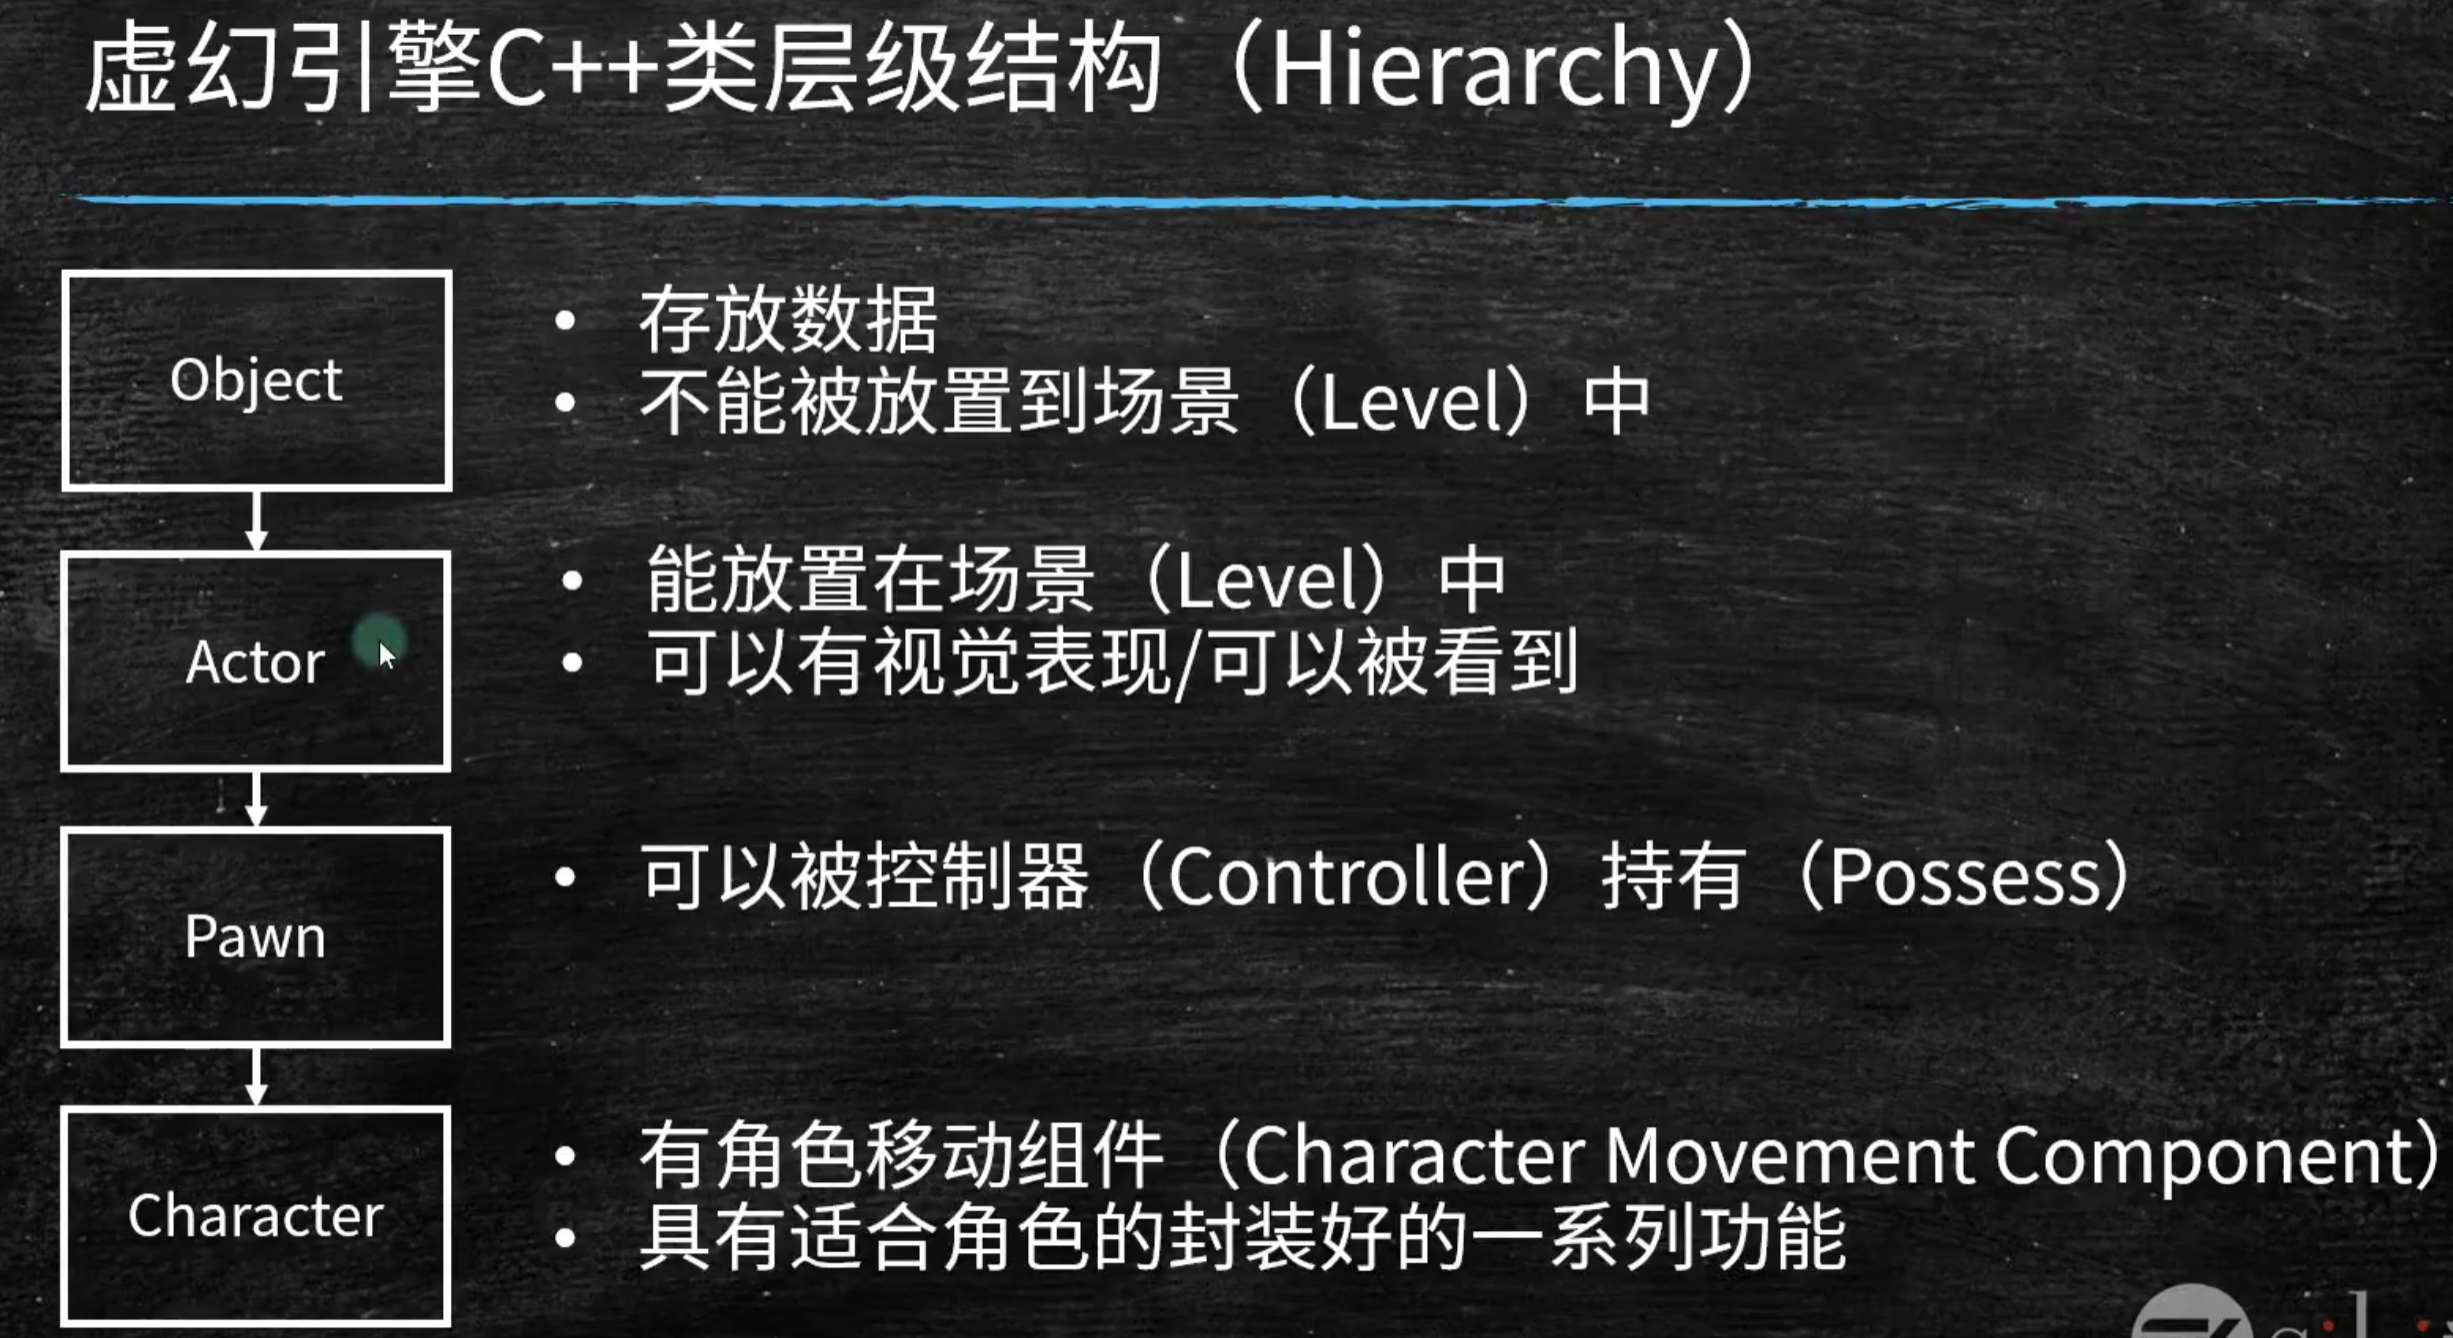 虚幻引擎C++类层级结构（Hierarchy）
Object
• 存放数据
• 不能被放置到场景（Level）中
Actor
• 能放置在场景（Level）中
• 可以有视觉表现/可以被看到
Pawn
• 可以被控制器（Controller）持有（Possess）
Character
• 有角色移动组件（Character Movement Component）
• 具有适合角色的封装好的一系列功能